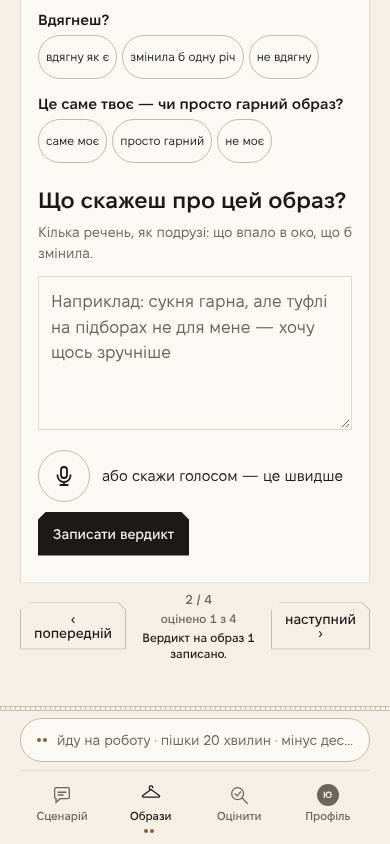 Вдягнеш?
вдягну як є
змінила б одну річ
не вдягну
Це саме твоє — чи просто гарний образ?
саме моє
просто гарний
не моє
Що скажеш про цей образ?
Кілька речень, як подрузі: що впало в око, що б
змінила.
Наприклад: сукня гарна, але туфлі
на підборах не для мене — хочу
щось зручніше
або скажи голосом — це швидше
Записати вердикт
‹
попередній
2 / 4
оцінено 1 з 4
Вердикт на образ 1
записано.
наступний
›
йду на роботу · пішки 20 хвилин · мінус дес...
Сценарій
Образи
Оцінити
Ю
Профіль